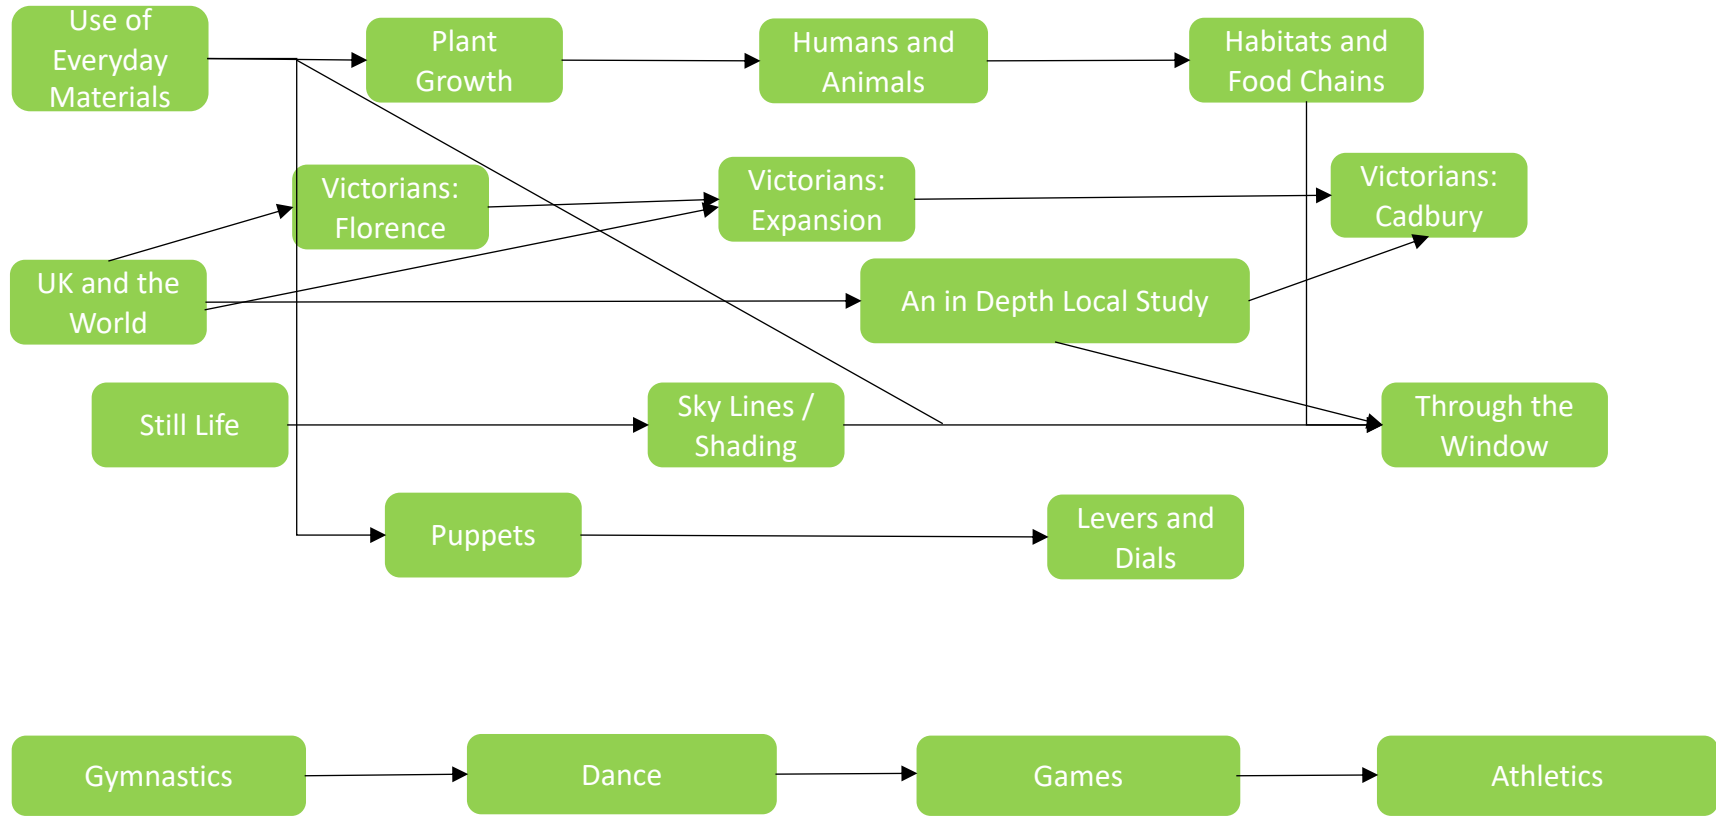 Use of
Everyday
Materials
Plant
Growth
Humans and
Animals
Habitats and
Food Chains
Victorians:
Florence
Victorians:
Expansion
Victorians:
Cadbury
UK and the
World
An in Depth Local Study
Still Life
Sky Lines /
Shading
Through the
Window
Puppets
Levers and
Dials
Gymnastics
Dance
Games
Athletics